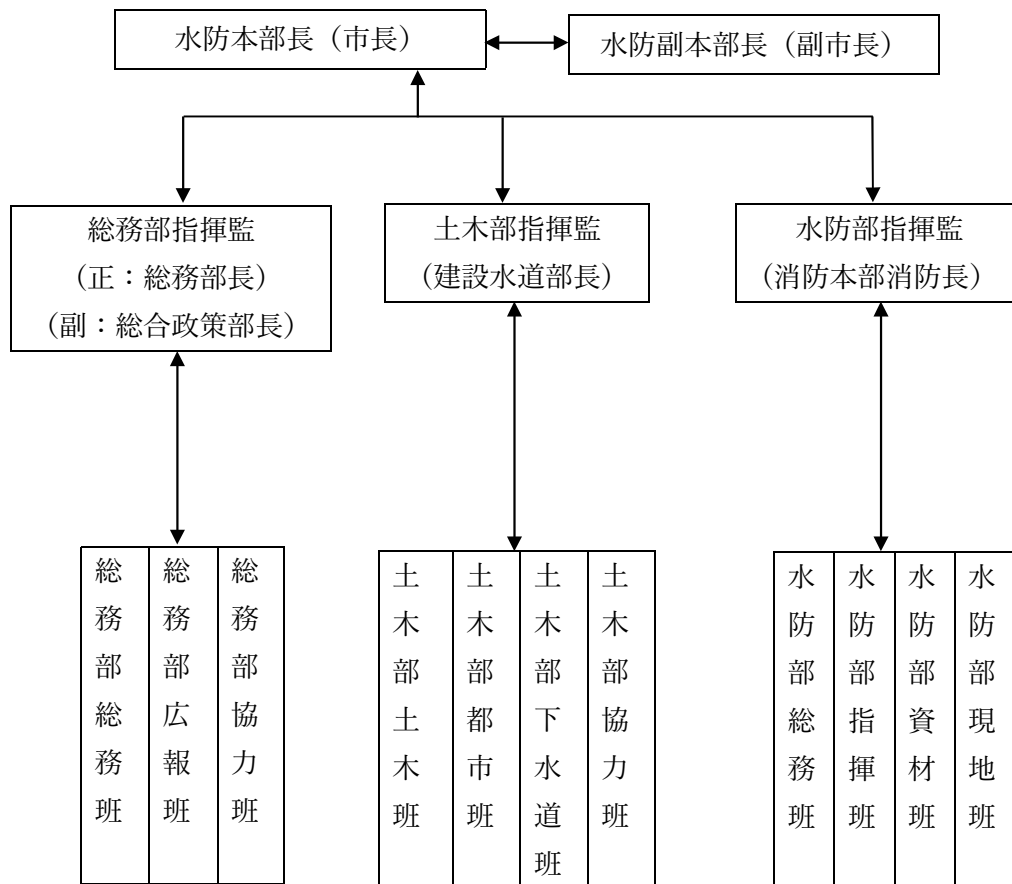 水防本部長（市長）
水防副本部長（副市長）
総務部指揮監
（正：総務部長）
（副：総合政策部長）
土木部指揮監
（建設水道部長）
水防部指揮監
（消防本部消防長）
総務部総務班
総務部広報班
総務部協力班
土木部土木班
土木部都市班
土木部下水道班
土木部協力班
水防部総務班
水防部指揮班
水防部資材班
水防部現地班